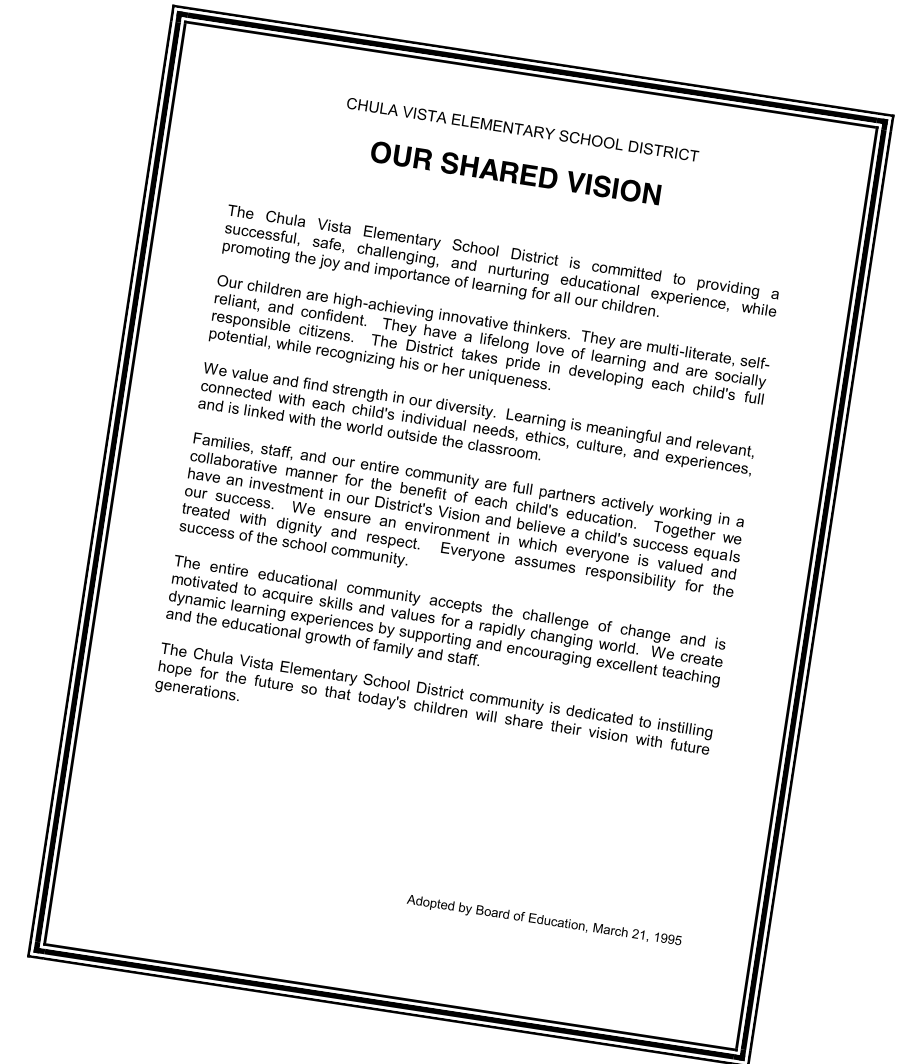 CHULA VISTA ELEMENTARY SCHOOL DISTRICT
OUR SHARED VISION
The Chula Vista Elementary School District is committed to providing a
successful, safe, challenging, and nurturing educational experience, while
promoting the joy and importance of learning for all our children.
Our children are high-achieving innovative thinkers. They are multi-literate, self-
reliant, and confident. They have a lifelong love of learning and are socially
responsible citizens. The District takes pride in developing each child's full
potential, while recognizing his or her uniqueness.
We value and find strength in our diversity. Learning is meaningful and relevant,
connected with each child's individual needs, ethics, culture, and experiences,
and is linked with the world outside the classroom.
Families, staff, and our entire community are full partners actively working in a
collaborative manner for the benefit of each child's education. Together we
have an investment in our District's Vision and believe a child's success equals
our success. We ensure an environment in which everyone is valued and
treated with dignity and respect. Everyone assumes responsibility for the
success of the school community.
The entire educational community accepts the challenge of change and is
motivated to acquire skills and values for a rapidly changing world. We create
dynamic learning experiences by supporting and encouraging excellent teaching
and the educational growth of family and staff.
The Chula Vista Elementary School District community is dedicated to instilling
hope for the future so that today's children will share their vision with future
generations.
Adopted by Board of Education, March 21, 1995